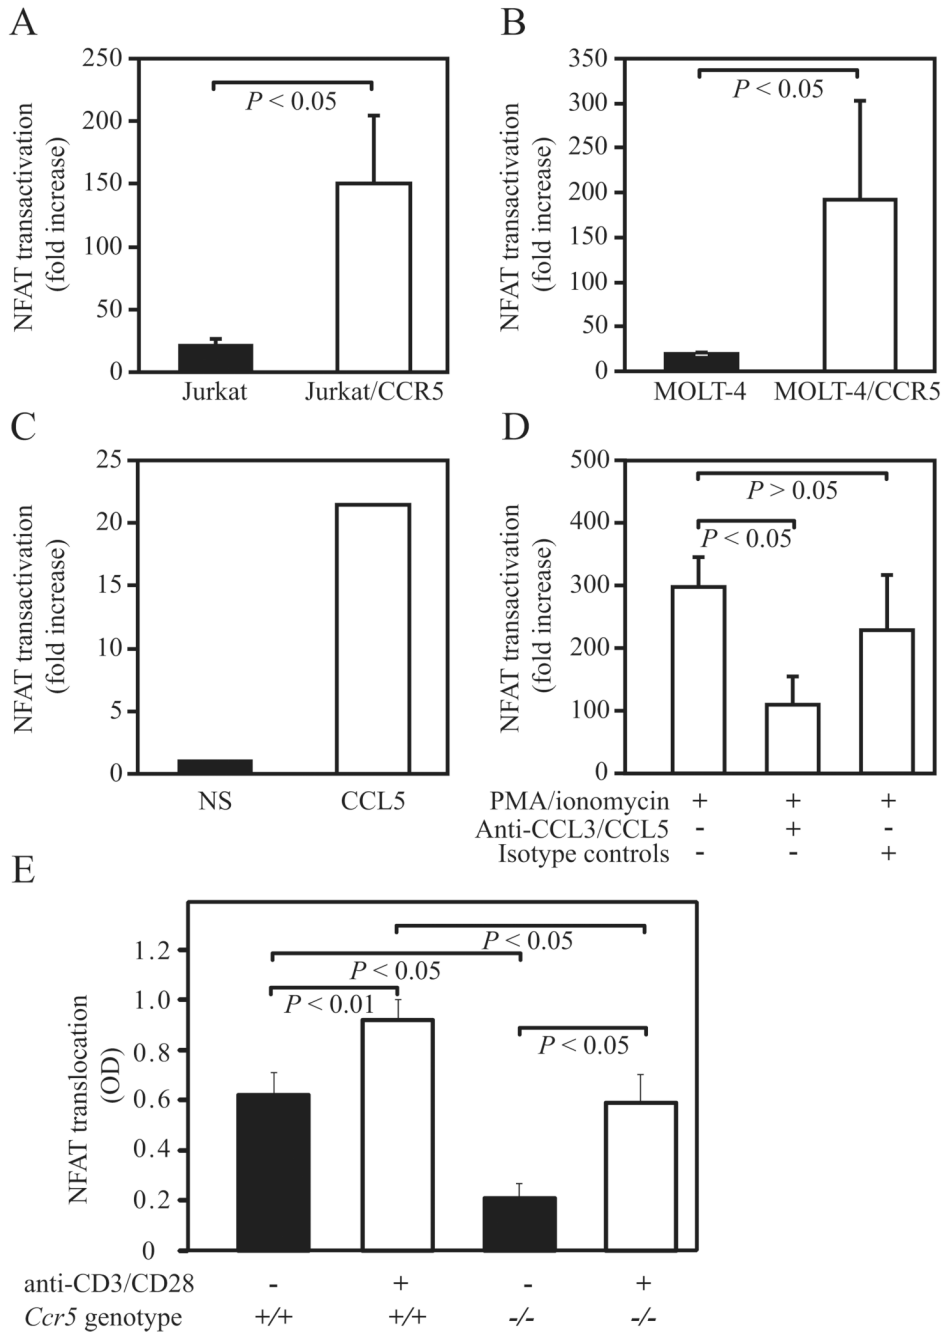 A
NFAT transactivation
(fold increase)
250
200
150
100
50
0
P < 0.05
Jurkat
Jurkat/CCR5
B
NFAT transactivation
(fold increase)
350
300
250
200
150
100
50
0
P < 0.05
MOLT-4
MOLT-4/CCR5
C
NFAT transactivation
(fold increase)
25
20
15
10
5
0
NS
CCL5
D
NFAT transactivation
(fold increase)
500
400
300
200
100
0
P > 0.05
P < 0.05
PMA/ionomycin + + +
Anti-CCL3/CCL5 - + -
Isotype controls - - +
E
NFAT translocation
(OD)
1.2
1.0
0.8
0.6
0.4
0.2
0
P < 0.05
P < 0.05
P < 0.01
P < 0.05
anti-CD3/CD28 - + - +
Ccr5 genotype +/+ +/+ -/- -/-